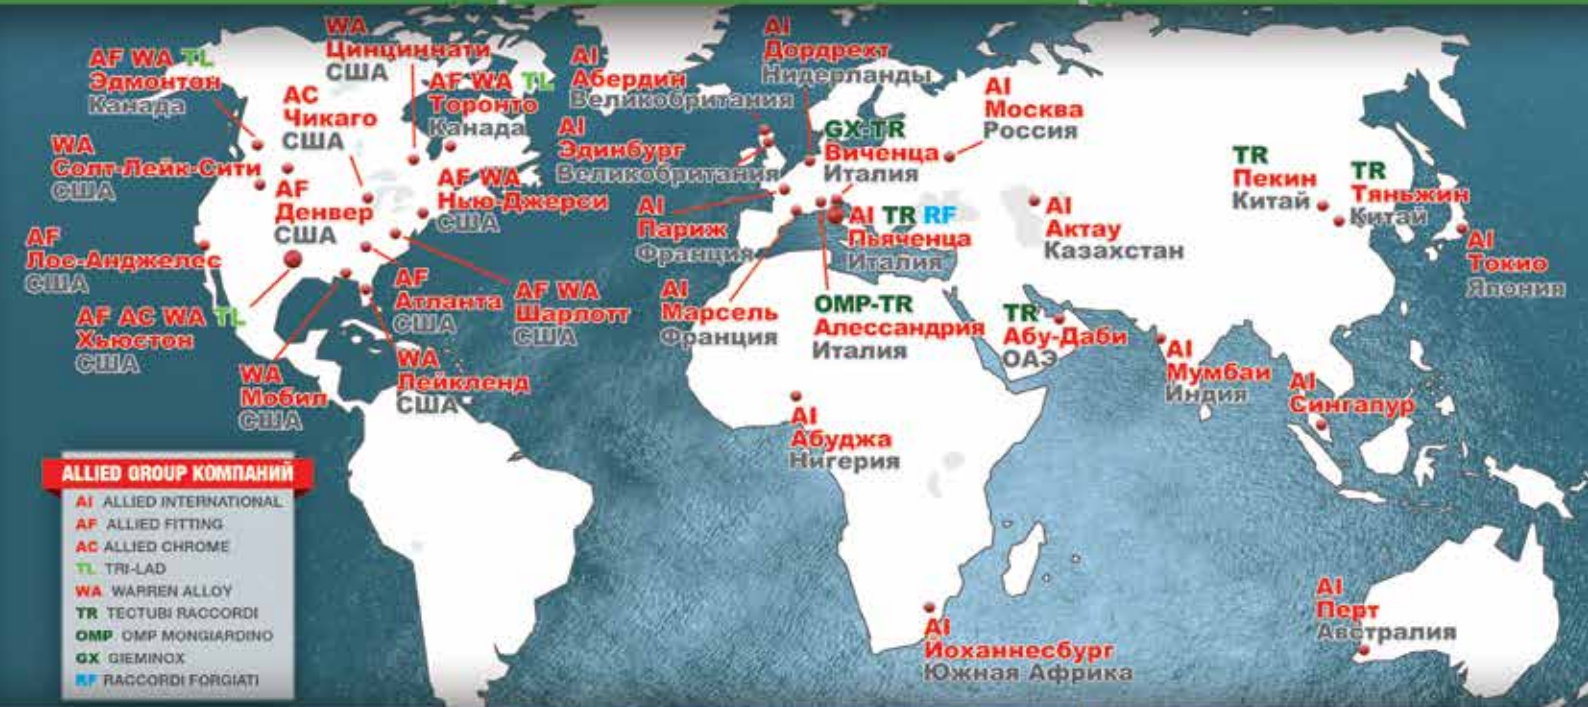 AF WA TL
Эдмонтон
Канада
WA
Цинциннати
США
AF WA TL
Торонто
Канада
AC
Чикаго
США
WA
Солт-Лейк-Сити
США
AF
Денвер
США
AF WA
Нью-Джерси
США
AF
Лос-Анджелес
США
AF AC WA TL
Хьюстон
США
AF
Атланта
США
AF WA
Шарлотт
США
WA
Мобил
США
WA
Лейкленд
США
AI
Абердин
Великобритания
AI
Эдинбург
Великобритания
AI
Дордрехт
Нидерланды
GX-TR
Виченца
Италия
AI
Москва
Россия
AI
Париж
Франция
AI TR RF
Пьяченца
Италия
AI
Марсель
Франция
OMP-TR
Алессандрия
Италия
AI
Актау
Казахстан
TR
Пекин
Китай
TR
Тяньжин
Китай
AI
Токио
Япония
TR
Абу-Даби
ОАЭ
AI
Мумбаи
Индия
AI
Сингапур
AI
Абуджа
Нигерия
AI
Йоханнесбург
Южная Африка
AI
Перт
Австралия
ALLIED GROUP КОМПАНИЙ
AI ALLIED INTERNATIONAL
AF ALLIED FITTING
AC ALLIED CHROME
TL TRI-LAD
WA WARREN ALLOY
TR TECTUBI RACCORDI
OMP OMP MONGIARDINO
GX GIEMINOX
RF RACCORDI FORGIATI